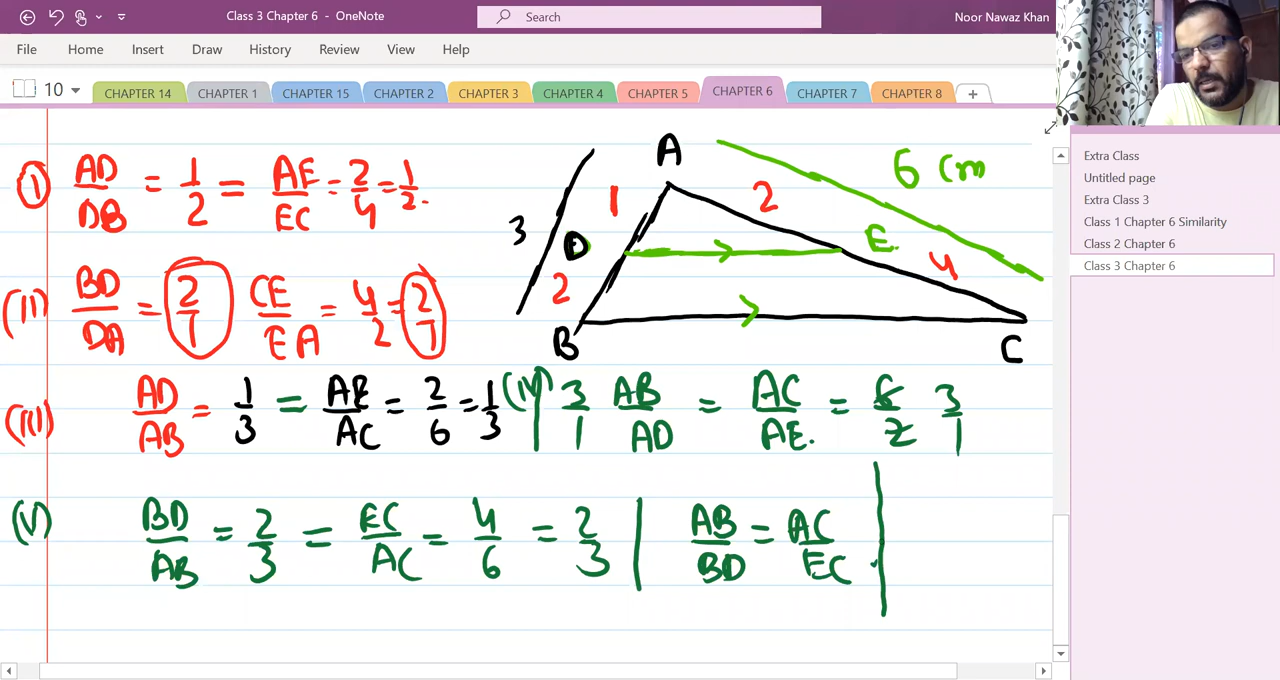 Class 3 Chapter 6 - OneNote
Search
Noor Nawaz Khan
File Home Insert Draw History Review View Help
10 CHAPTER 14 CHAPTER 1 CHAPTER 15 CHAPTER 2 CHAPTER 3 CHAPTER 4 CHAPTER 5 CHAPTER 6 CHAPTER 7 CHAPTER 8 +
Extra Class
Untitled page
Extra Class 3
Class 1 Chapter 6 Similarity
Class 2 Chapter 6
Class 3 Chapter 6
(I) AD/DB = 1/2 = AE/EC = 2/4 = 1/2.
(II) BD/DA = 2/1 CE/EA = 4/2 = 2/1
A
6 cm
1 2
3 D E.
2 4
B C
(III) AD/AB = 1/3 = AE/AC = 2/6 = 1/3 (IV) 3/1 AB/AD = AC/AE. = 6/2 3/1
(V) BD/AB = 2/3 = EC/AC = 4/6 = 2/3 AB/BD = AC/EC.